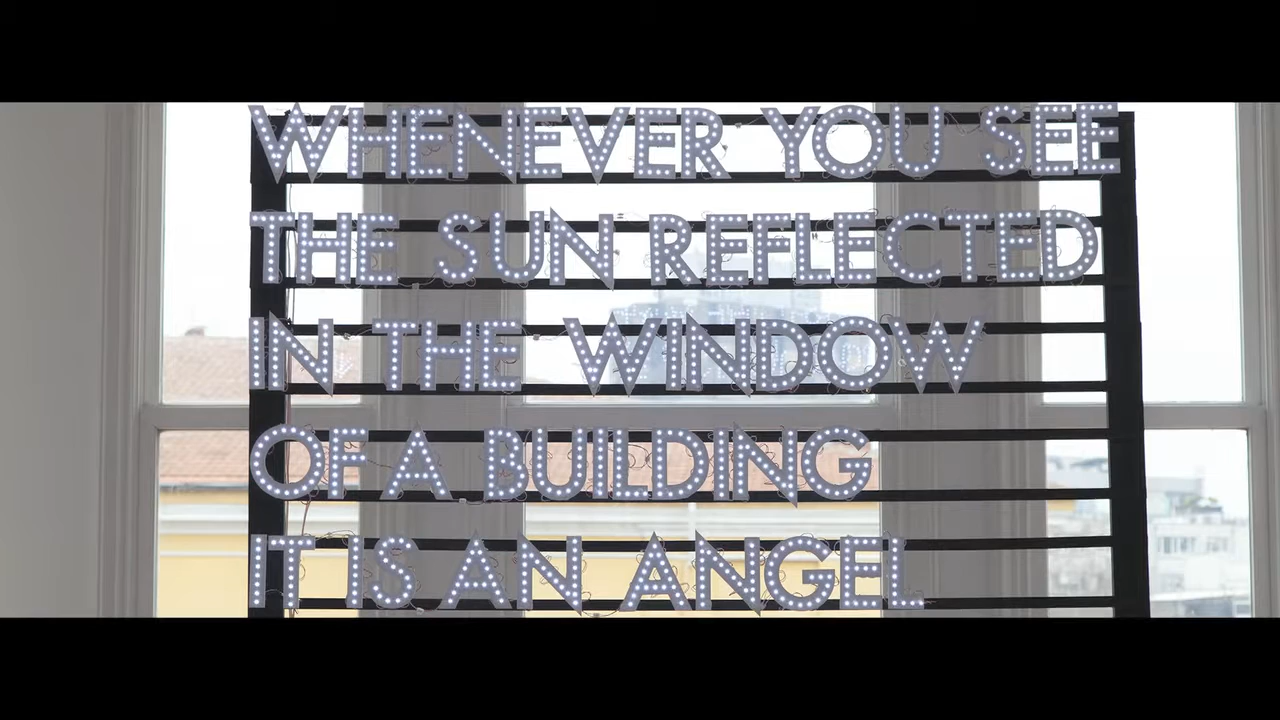 WHENEVER YOU SEE
THE SUN REFLECTED
IN THE WINDOW
OF A BUILDING
IT IS AN ANGEL